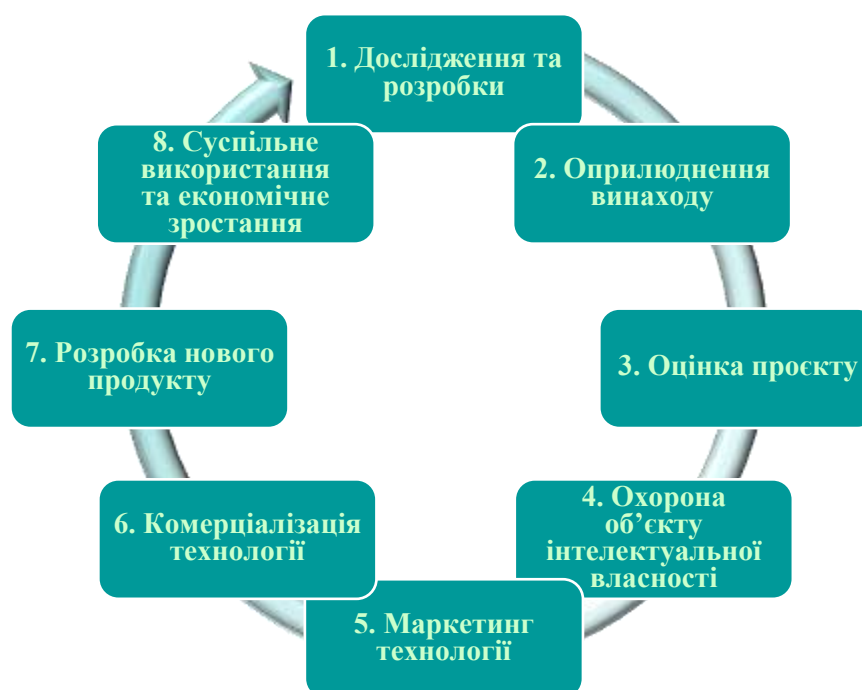 1. Дослідження та
розробки
2. Оприлюднення
винаходу
3. Оцінка проєкту
4. Охорона
об’єкту
інтелектуальної
власності
5. Маркетинг
технології
6. Комерціалізація
технології
7. Розробка нового
продукту
8. Суспільне
використання
та економічне
зростання